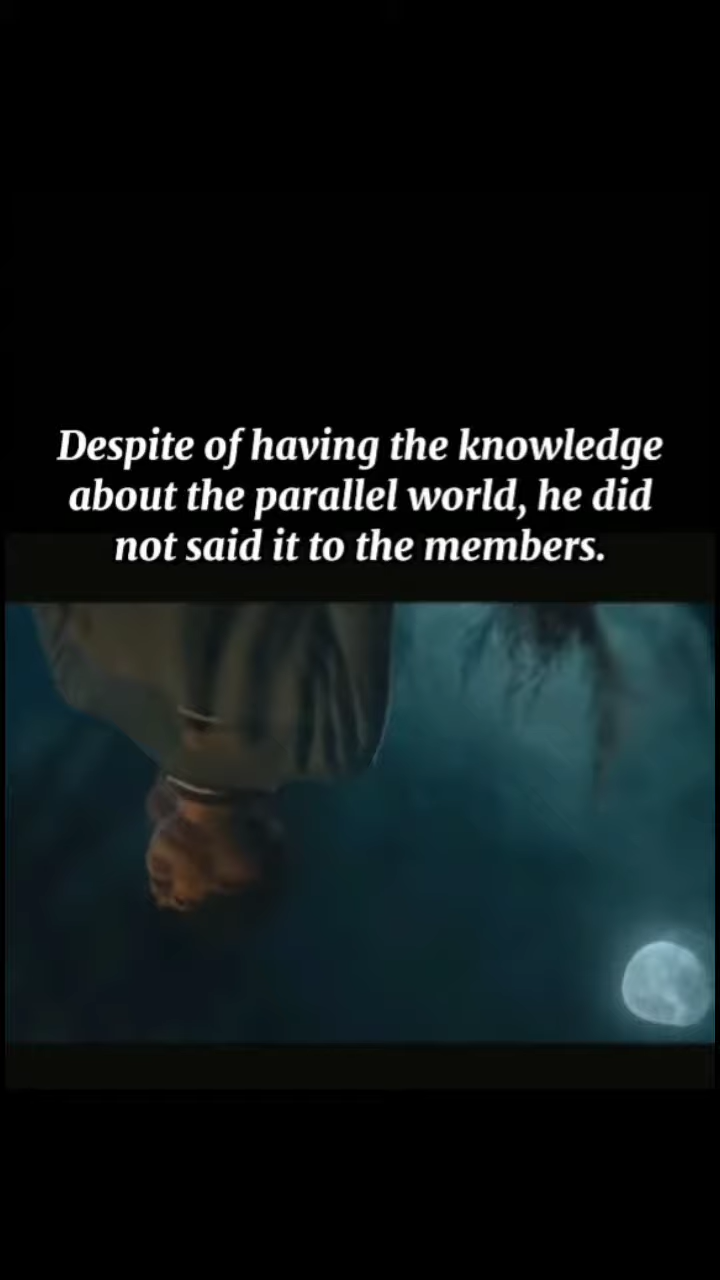 Despite of having the knowledge
about the parallel world, he did
not said it to the members.